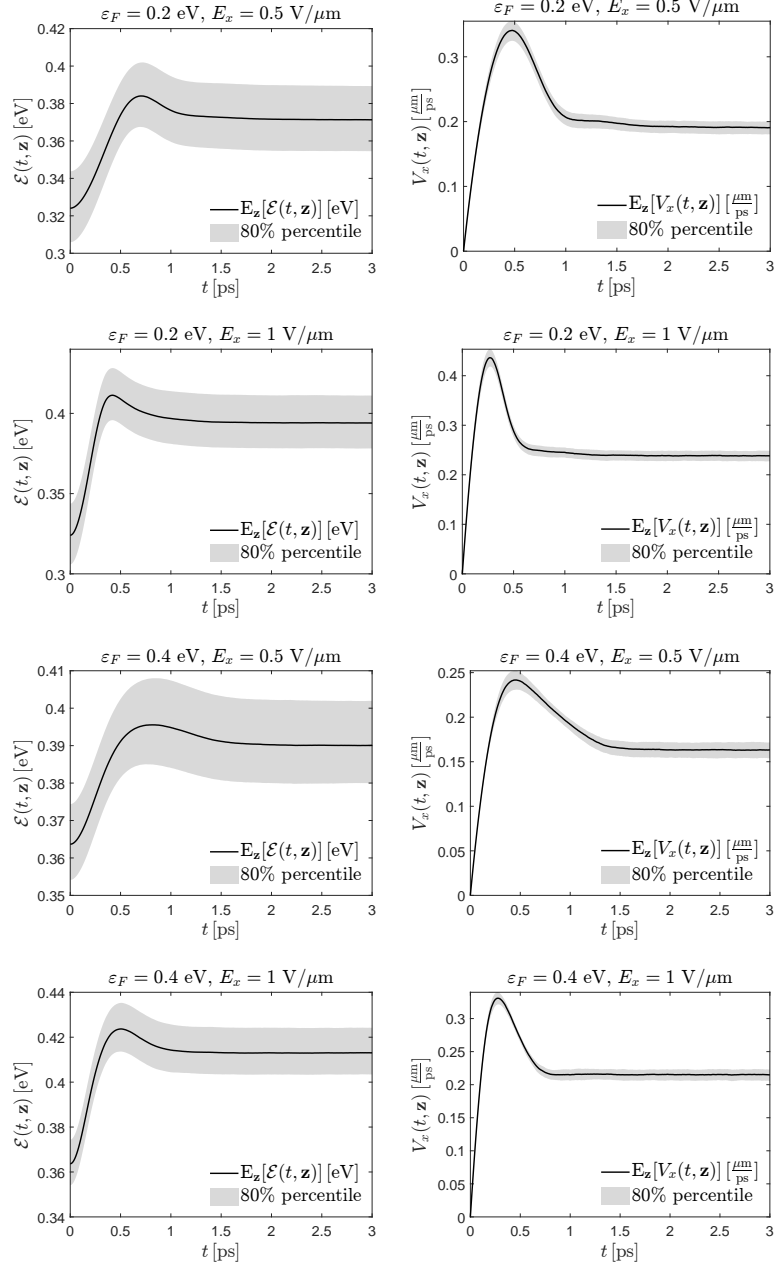 ε_F = 0.2 eV, E_x = 0.5 V/μm
0.42
0.4
0.37
0.35
0.32
0.3
ℰ(t, z) [eV]
E_z[ℰ(t, z)] [eV]
80% percentile
0 0.5 1 1.5 2 2.5 3
t [ps]
ε_F = 0.2 eV, E_x = 0.5 V/μm
0.3
0.2
0.1
0
V_x(t, z) [μm/ps]
E_z[V_x(t, z)] [μm/ps]
80% percentile
0 0.5 1 1.5 2 2.5 3
t [ps]
ε_F = 0.2 eV, E_x = 1 V/μm
0.4
0.35
0.3
ℰ(t, z) [eV]
E_z[ℰ(t, z)] [eV]
80% percentile
0 0.5 1 1.5 2 2.5 3
t [ps]
ε_F = 0.2 eV, E_x = 1 V/μm
0.4
0.3
0.2
0.1
0
V_x(t, z) [μm/ps]
E_z[V_x(t, z)] [μm/ps]
80% percentile
0 0.5 1 1.5 2 2.5 3
t [ps]
ε_F = 0.4 eV, E_x = 0.5 V/μm
0.41
0.4
0.39
0.38
0.37
0.36
0.35
ℰ(t, z) [eV]
E_z[ℰ(t, z)] [eV]
80% percentile
0 0.5 1 1.5 2 2.5 3
t [ps]
ε_F = 0.4 eV, E_x = 0.5 V/μm
0.25
0.2
0.15
0.1
0.05
0
V_x(t, z) [μm/ps]
E_z[V_x(t, z)] [μm/ps]
80% percentile
0 0.5 1 1.5 2 2.5 3
t [ps]
ε_F = 0.4 eV, E_x = 1 V/μm
0.44
0.42
0.4
0.38
0.36
0.34
ℰ(t, z) [eV]
E_z[ℰ(t, z)] [eV]
80% percentile
0 0.5 1 1.5 2 2.5 3
t [ps]
ε_F = 0.4 eV, E_x = 1 V/μm
0.3
0.25
0.2
0.15
0.1
0.05
0
V_x(t, z) [μm/ps]
E_z[V_x(t, z)] [μm/ps]
80% percentile
0 0.5 1 1.5 2 2.5 3
t [ps]